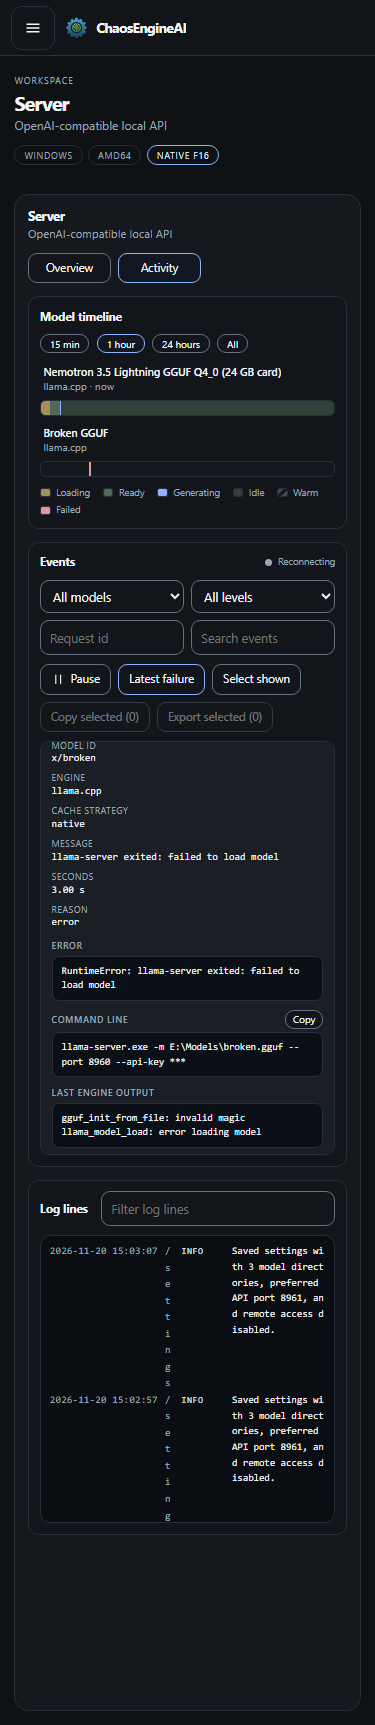 ChaosEngineAI
WORKSPACE
Server
OpenAI-compatible local API
WINDOWS AMD64 NATIVE F16
Server
OpenAI-compatible local API
Overview Activity
Model timeline
15 min 1 hour 24 hours All
Nemotron 3.5 Lightning GGUF Q4_0 (24 GB card)
llama.cpp · now
Broken GGUF
llama.cpp
Loading Ready Generating Idle Warm
Failed
Events Reconnecting
All models All levels
Request id Search events
Pause Latest failure Select shown
Copy selected (0) Export selected (0)
MODEL ID
x/broken
ENGINE
llama.cpp
CACHE STRATEGY
native
MESSAGE
llama-server exited: failed to load model
SECONDS
3.00 s
REASON
error
ERROR
RuntimeError: llama-server exited: failed to
load model
COMMAND LINE Copy
llama-server.exe -m E:\Models\broken.gguf --
port 8960 --api-key ***
LAST ENGINE OUTPUT
gguf_init_from_file: invalid magic
llama_model_load: error loading model
Log lines Filter log lines
2026-11-20 15:03:07 /settings INFO Saved settings wi
th 3 model direct
ories, preferred
API port 8961, an
d remote access d
isabled.
2026-11-20 15:02:57 /setting INFO Saved settings wi
th 3 model direct
ories, preferred
API port 8961, an
d remote access d
isabled.